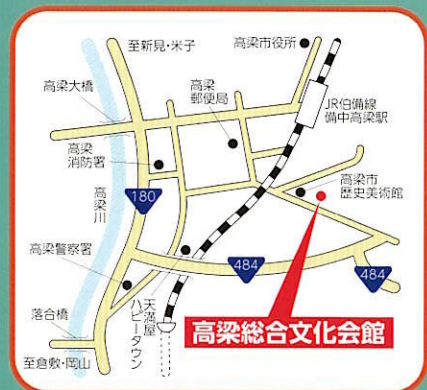 至新見・米子
高梁市役所
高梁大橋
高梁
郵便局
JR伯備線
備中高梁駅
高梁
消防署
高梁市
歴史美術館
高梁川
180
高梁警察署
484
484
天満屋
ハピータウン
落合橋
高梁総合文化会館
至倉敷・岡山